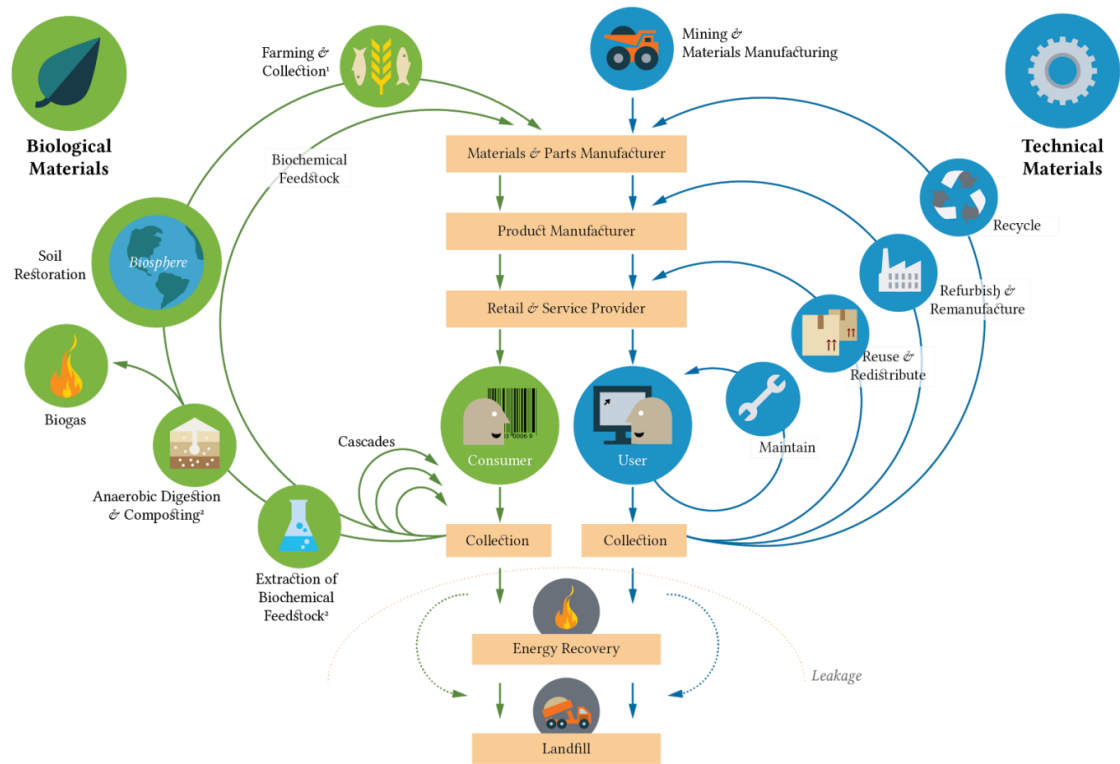 Farming &
Collection¹
Mining &
Materials Manufacturing
Biological
Materials
Technical
Materials
Biochemical
Feedstock
Materials & Parts Manufacturer
Recycle
Soil
Restoration
Biosphere
Product Manufacturer
Refurbish &
Remanufacture
Retail & Service Provider
Reuse &
Redistribute
Biogas
Cascades
Consumer
User
Maintain
Anaerobic Digestion
& Composting²
Collection
Collection
Extraction of
Biochemical
Feedstock²
Energy Recovery
Leakage
Landfill